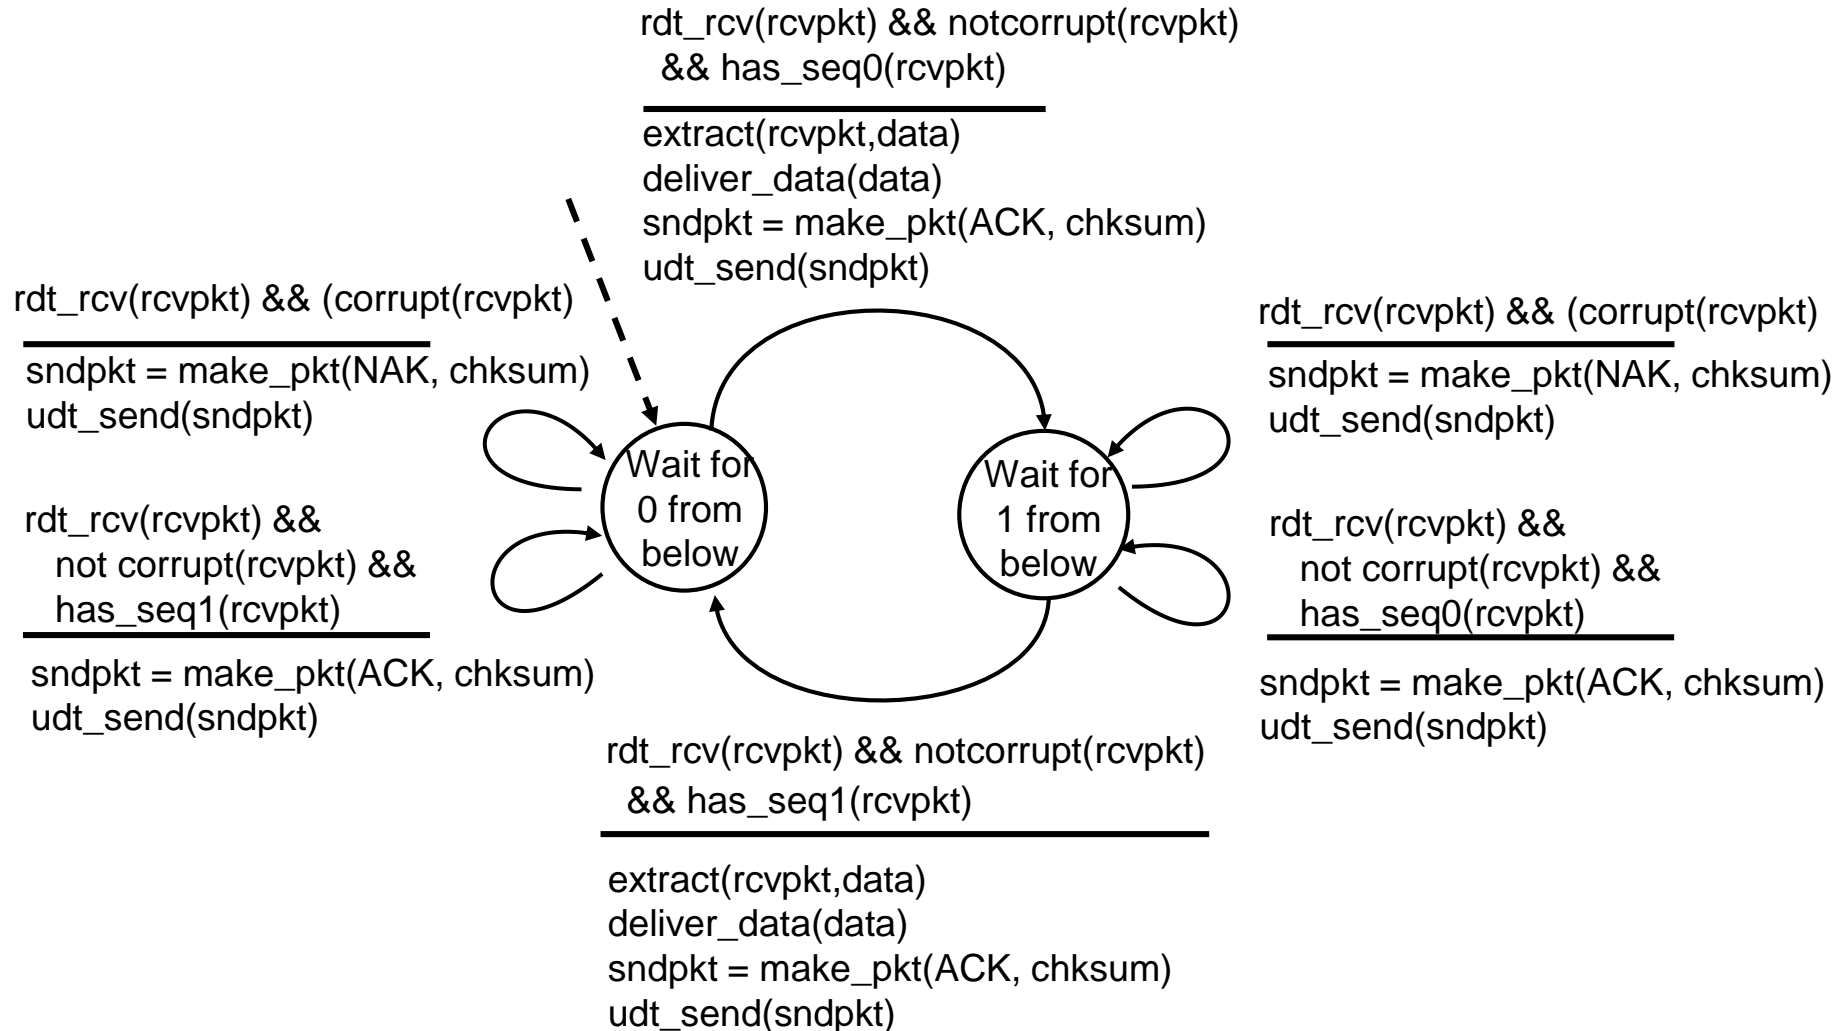 rdt_rcv(rcvpkt) && notcorrupt(rcvpkt)
&& has_seq0(rcvpkt)
extract(rcvpkt,data)
deliver_data(data)
sndpkt = make_pkt(ACK, chksum)
udt_send(sndpkt)
rdt_rcv(rcvpkt) && (corrupt(rcvpkt)
sndpkt = make_pkt(NAK, chksum)
udt_send(sndpkt)
rdt_rcv(rcvpkt) &&
not corrupt(rcvpkt) &&
has_seq1(rcvpkt)
sndpkt = make_pkt(ACK, chksum)
udt_send(sndpkt)
Wait for
0 from
below
Wait for
1 from
below
rdt_rcv(rcvpkt) && (corrupt(rcvpkt)
sndpkt = make_pkt(NAK, chksum)
udt_send(sndpkt)
rdt_rcv(rcvpkt) &&
not corrupt(rcvpkt) &&
has_seq0(rcvpkt)
sndpkt = make_pkt(ACK, chksum)
udt_send(sndpkt)
rdt_rcv(rcvpkt) && notcorrupt(rcvpkt)
&& has_seq1(rcvpkt)
extract(rcvpkt,data)
deliver_data(data)
sndpkt = make_pkt(ACK, chksum)
udt_send(sndpkt)